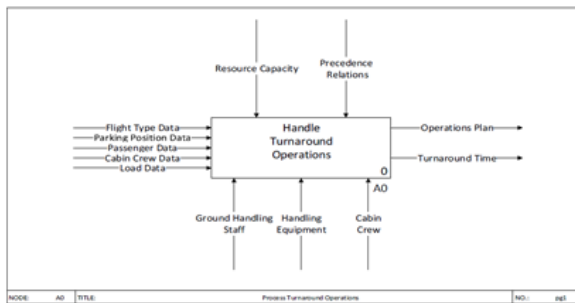 Resource Capacity
Precedence
Relations
Flight Type Data
Parking Position Data
Passenger Data
Cabin Crew Data
Load Data
Handle
Turnaround
Operations
0
A0
Operations Plan
Turnaround Time
Ground Handling
Staff
Handling
Equipment
Cabin
Crew
NODE: A0 TITLE: Process Turnaround Operations NO.: pg1